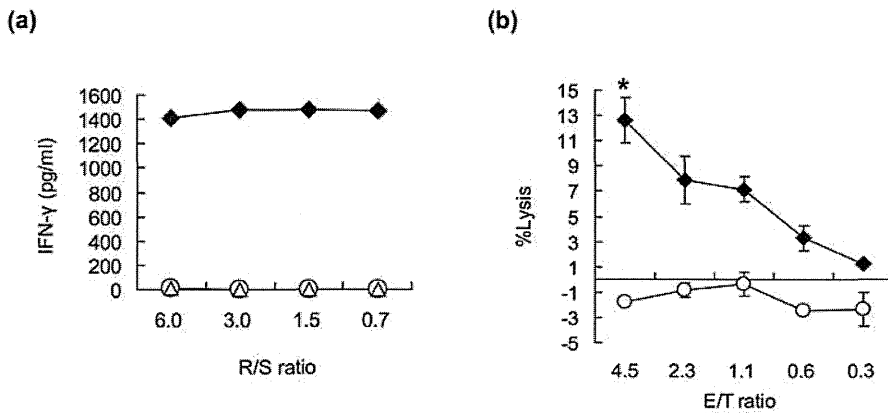 (a)
1600
1400
1200
1000
800
600
400
200
0
IFN-γ (pg/ml)
6.0 3.0 1.5 0.7
R/S ratio
(b)
*
15
13
11
9
7
5
3
1
-1
-3
-5
%Lysis
4.5 2.3 1.1 0.6 0.3
E/T ratio